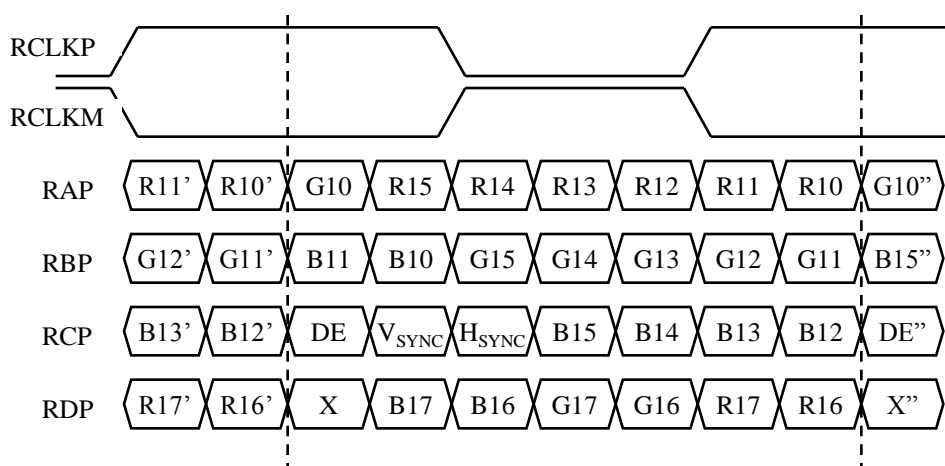 RCLKP
RCLKM
RAP R11’ R10’ G10 R15 R14 R13 R12 R11 R10 G10”
RBP G12’ G11’ B11 B10 G15 G14 G13 G12 G11 B15”
RCP B13’ B12’ DE VSYNC HSYNC B15 B14 B13 B12 DE”
RDP R17’ R16’ X B17 B16 G17 G16 R17 R16 X”